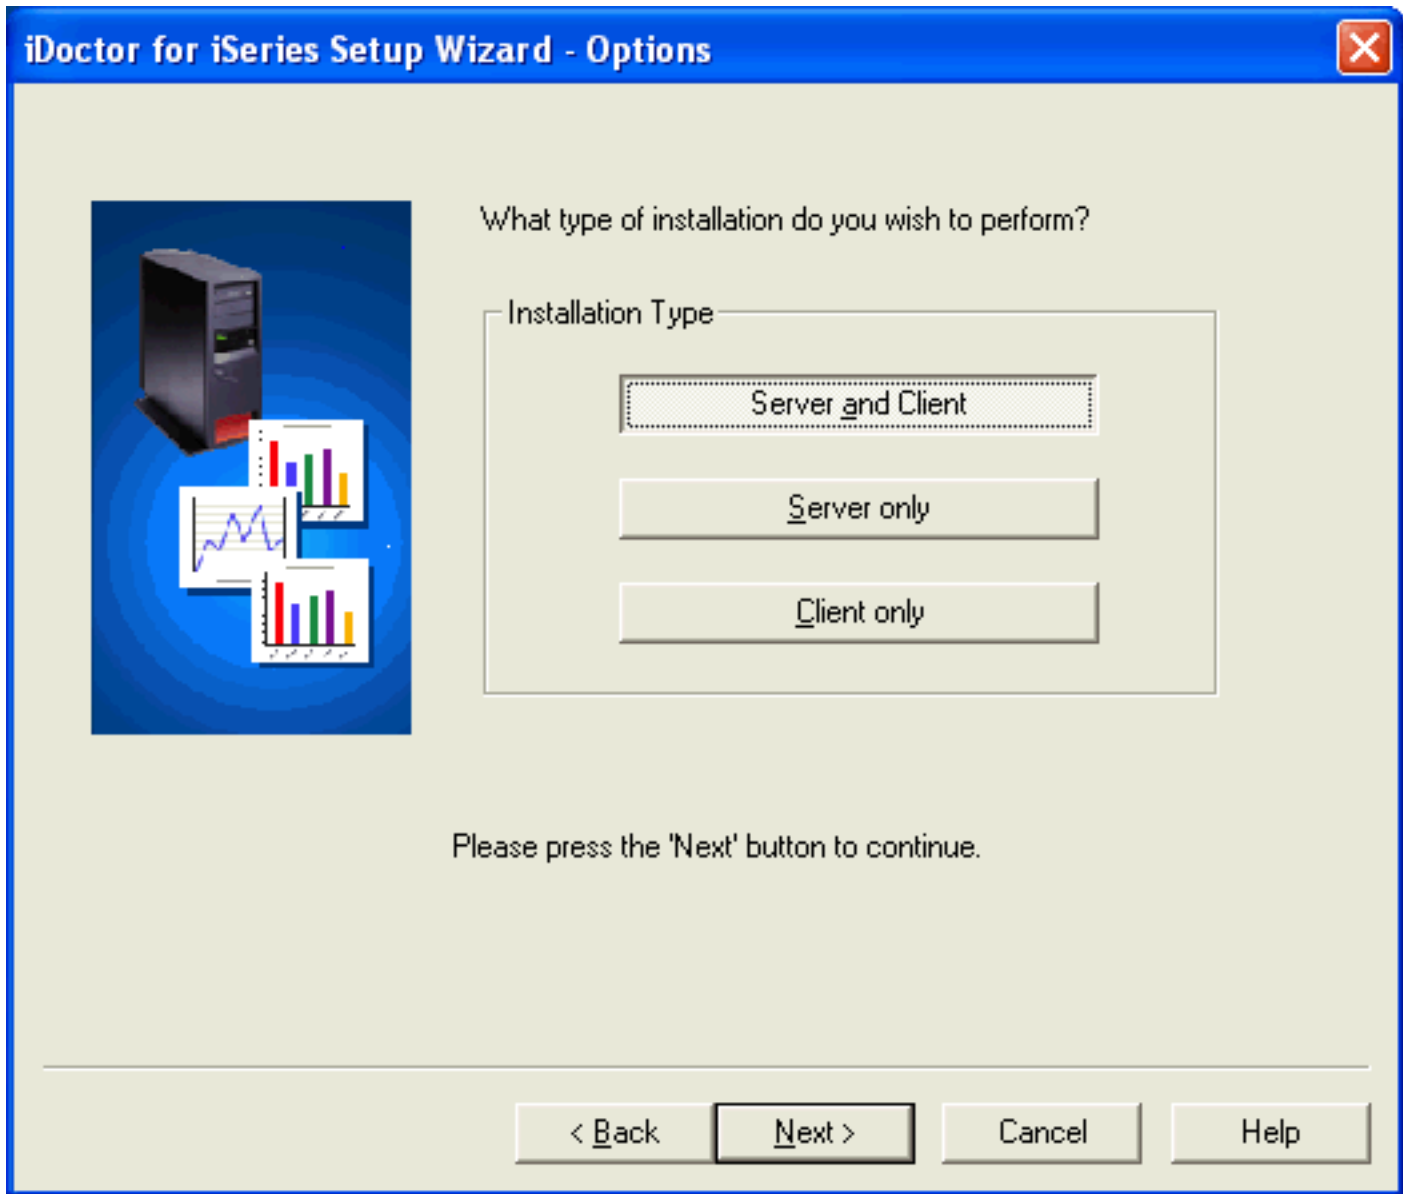 iDoctor for iSeries Setup Wizard - Options
What type of installation do you wish to perform?
Installation Type
Server and Client
Server only
Client only
Please press the 'Next' button to continue.
< Back
Next >
Cancel
Help